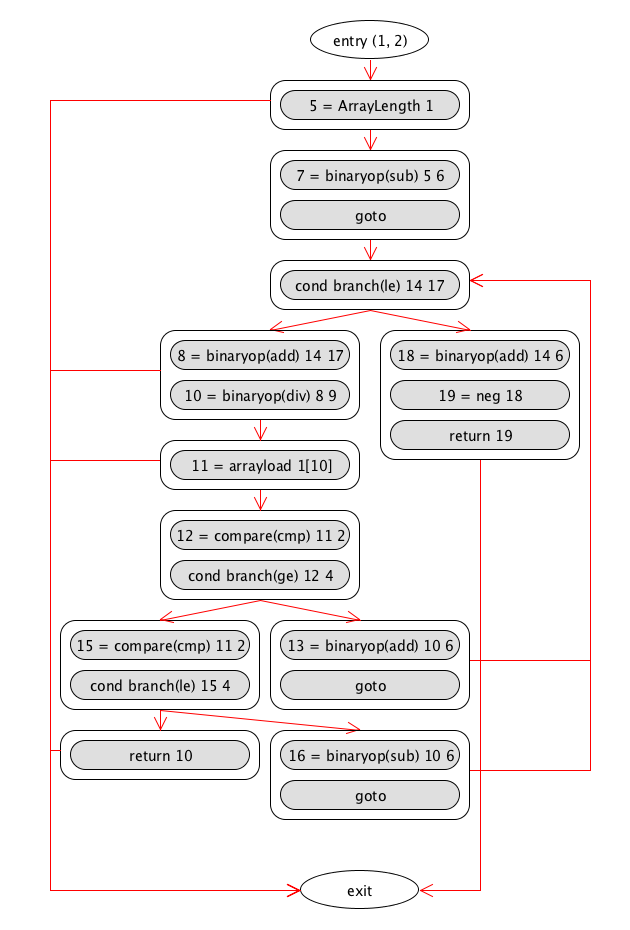 entry (1, 2)
5 = ArrayLength 1
7 = binaryop(sub) 5 6
goto
cond branch(le) 14 17
8 = binaryop(add) 14 17
10 = binaryop(div) 8 9
18 = binaryop(add) 14 6
19 = neg 18
return 19
11 = arrayload 1[10]
12 = compare(cmp) 11 2
cond branch(ge) 12 4
15 = compare(cmp) 11 2
cond branch(le) 15 4
13 = binaryop(add) 10 6
goto
return 10
16 = binaryop(sub) 10 6
goto
exit